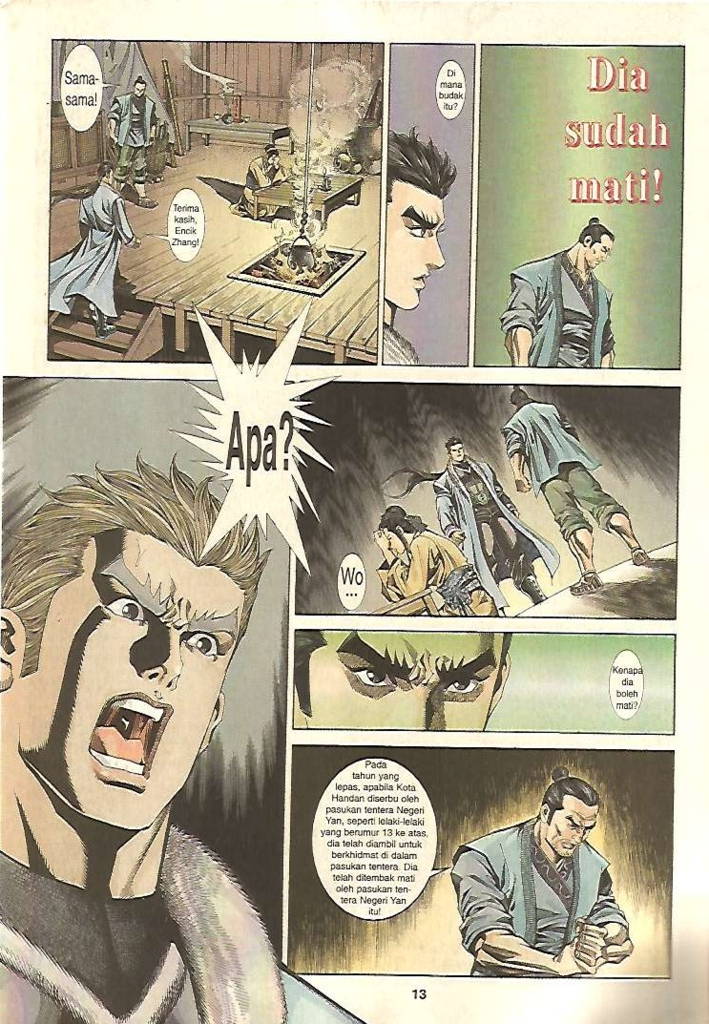 Sama-
sama!
Terima
kasih,
Encik
Zhang!
Di
mana
budak
itu?
Dia
sudah
mati!
Apa?
Wo
...
Kenapa
dia
boleh
mati?
Pada
tahun yang
lepas, apabila Kota
Handan diserbu oleh
pasukan tentera Negeri
Yan, seperti lelaki-lelaki
yang berumur 13 ke atas,
dia telah diambil untuk
berkhidmat di dalam
pasukan tentera. Dia
telah ditembak mati
oleh pasukan ten-
tera Negeri Yan
itu!
13